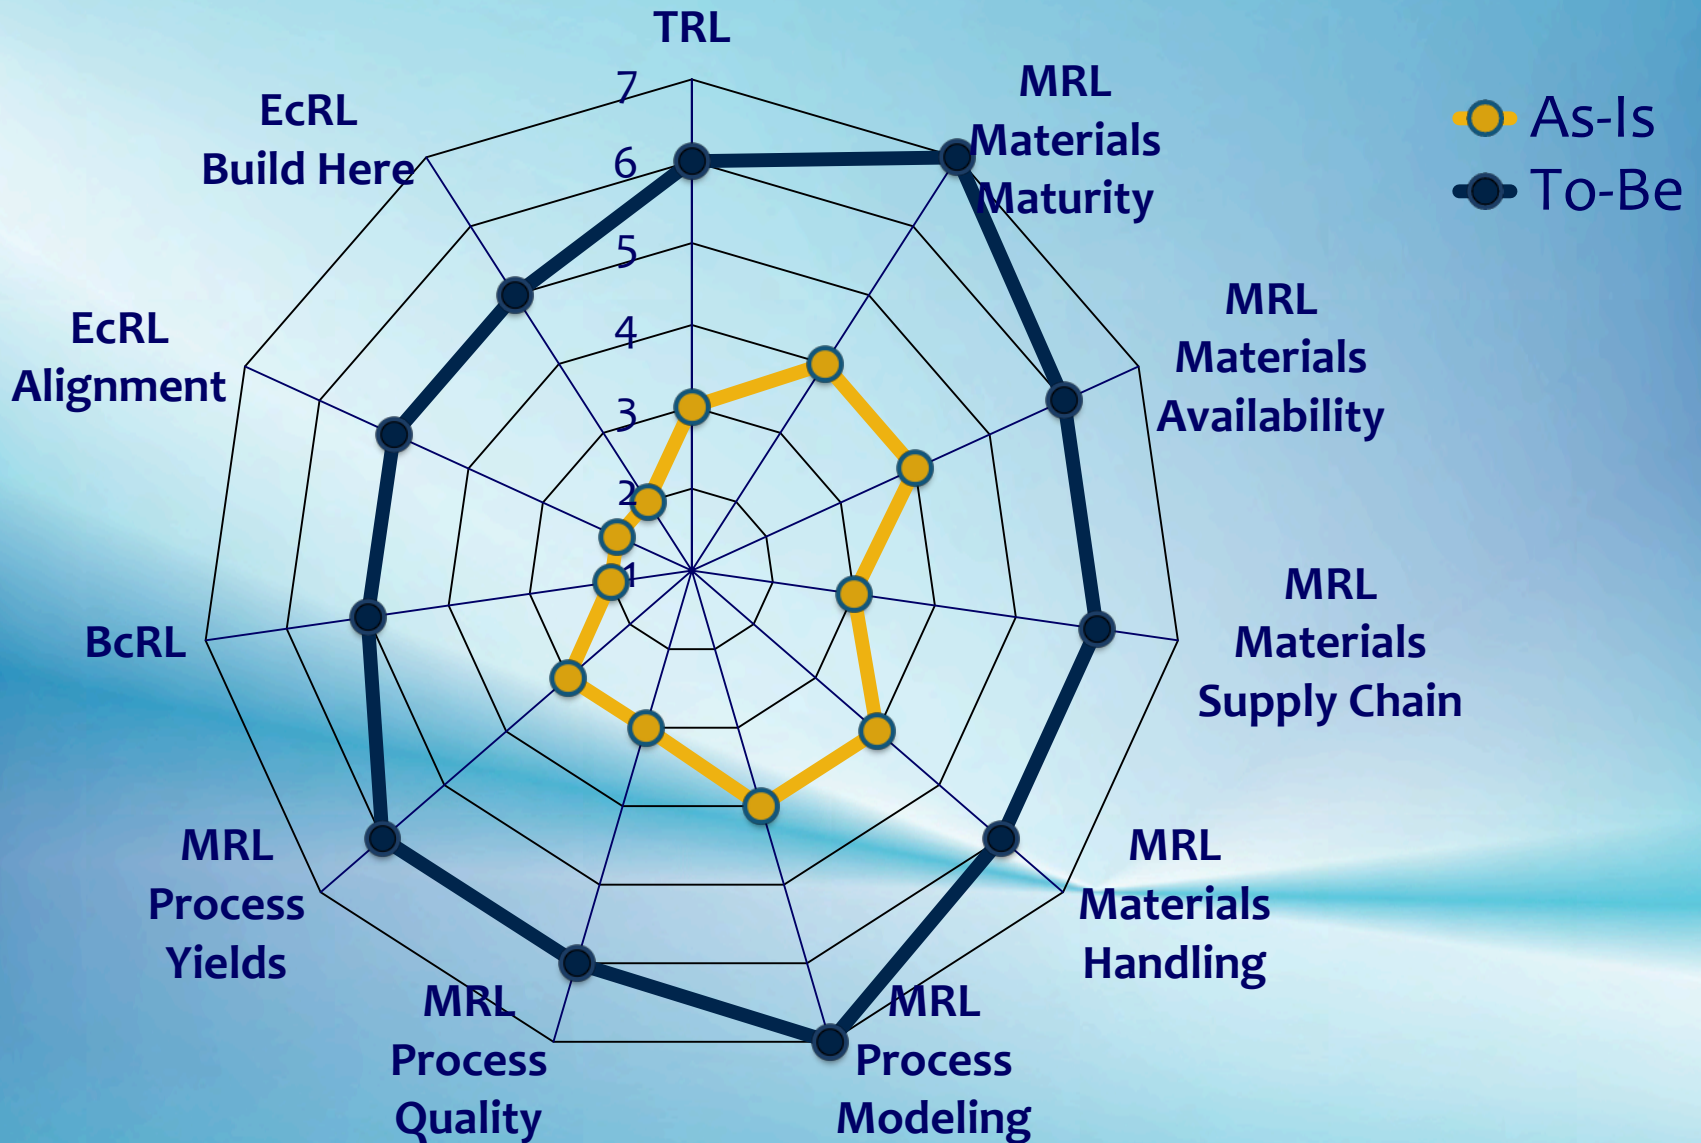 TRL
7
6
5
4
3
2
1
MRL
Materials
Maturity
MRL
Materials
Availability
MRL
Materials
Supply Chain
MRL
Materials
Handling
MRL
Process
Modeling
MRL
Process
Quality
MRL
Process
Yields
BcRL
EcRL
Alignment
EcRL
Build Here
As-Is
To-Be